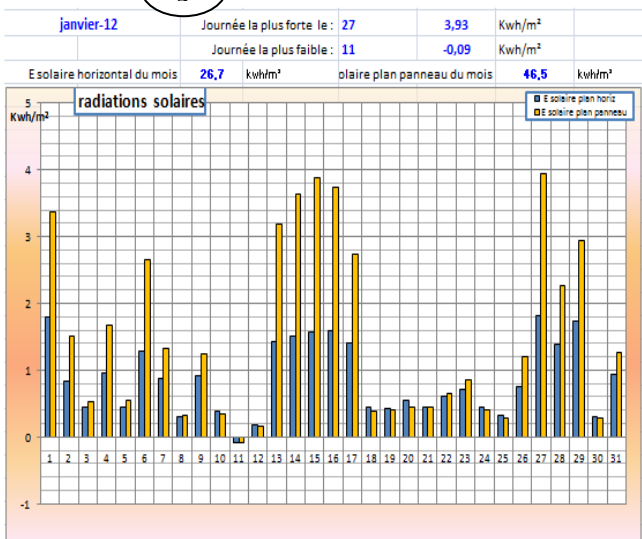 janvier-12 Journée la plus forte le : 27 3,93 Kwh/m²
Journée la plus faible : 11 -0,09 Kwh/m²
E solaire horizontal du mois 26,7 kwh/m² olaire plan panneau du mois 46,5 kwh/m²
radiations solaires
Kwh/m²
E solaire plan horiz
E solaire plan panneau
5
4
3
2
1
0
1 2 3 4 5 6 7 8 9 10 11 12 13 14 15 16 17 18 19 20 21 22 23 24 25 26 27 28 29 30 31
-1